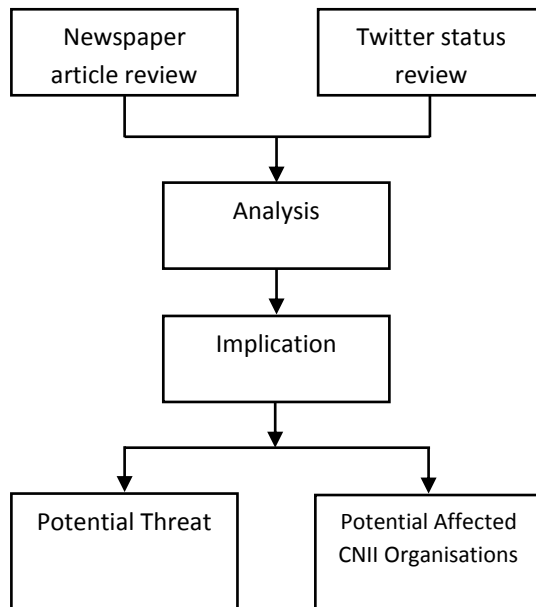 Newspaper
article review
Twitter status
review
Analysis
Implication
Potential Threat
Potential Affected
CNII Organisations